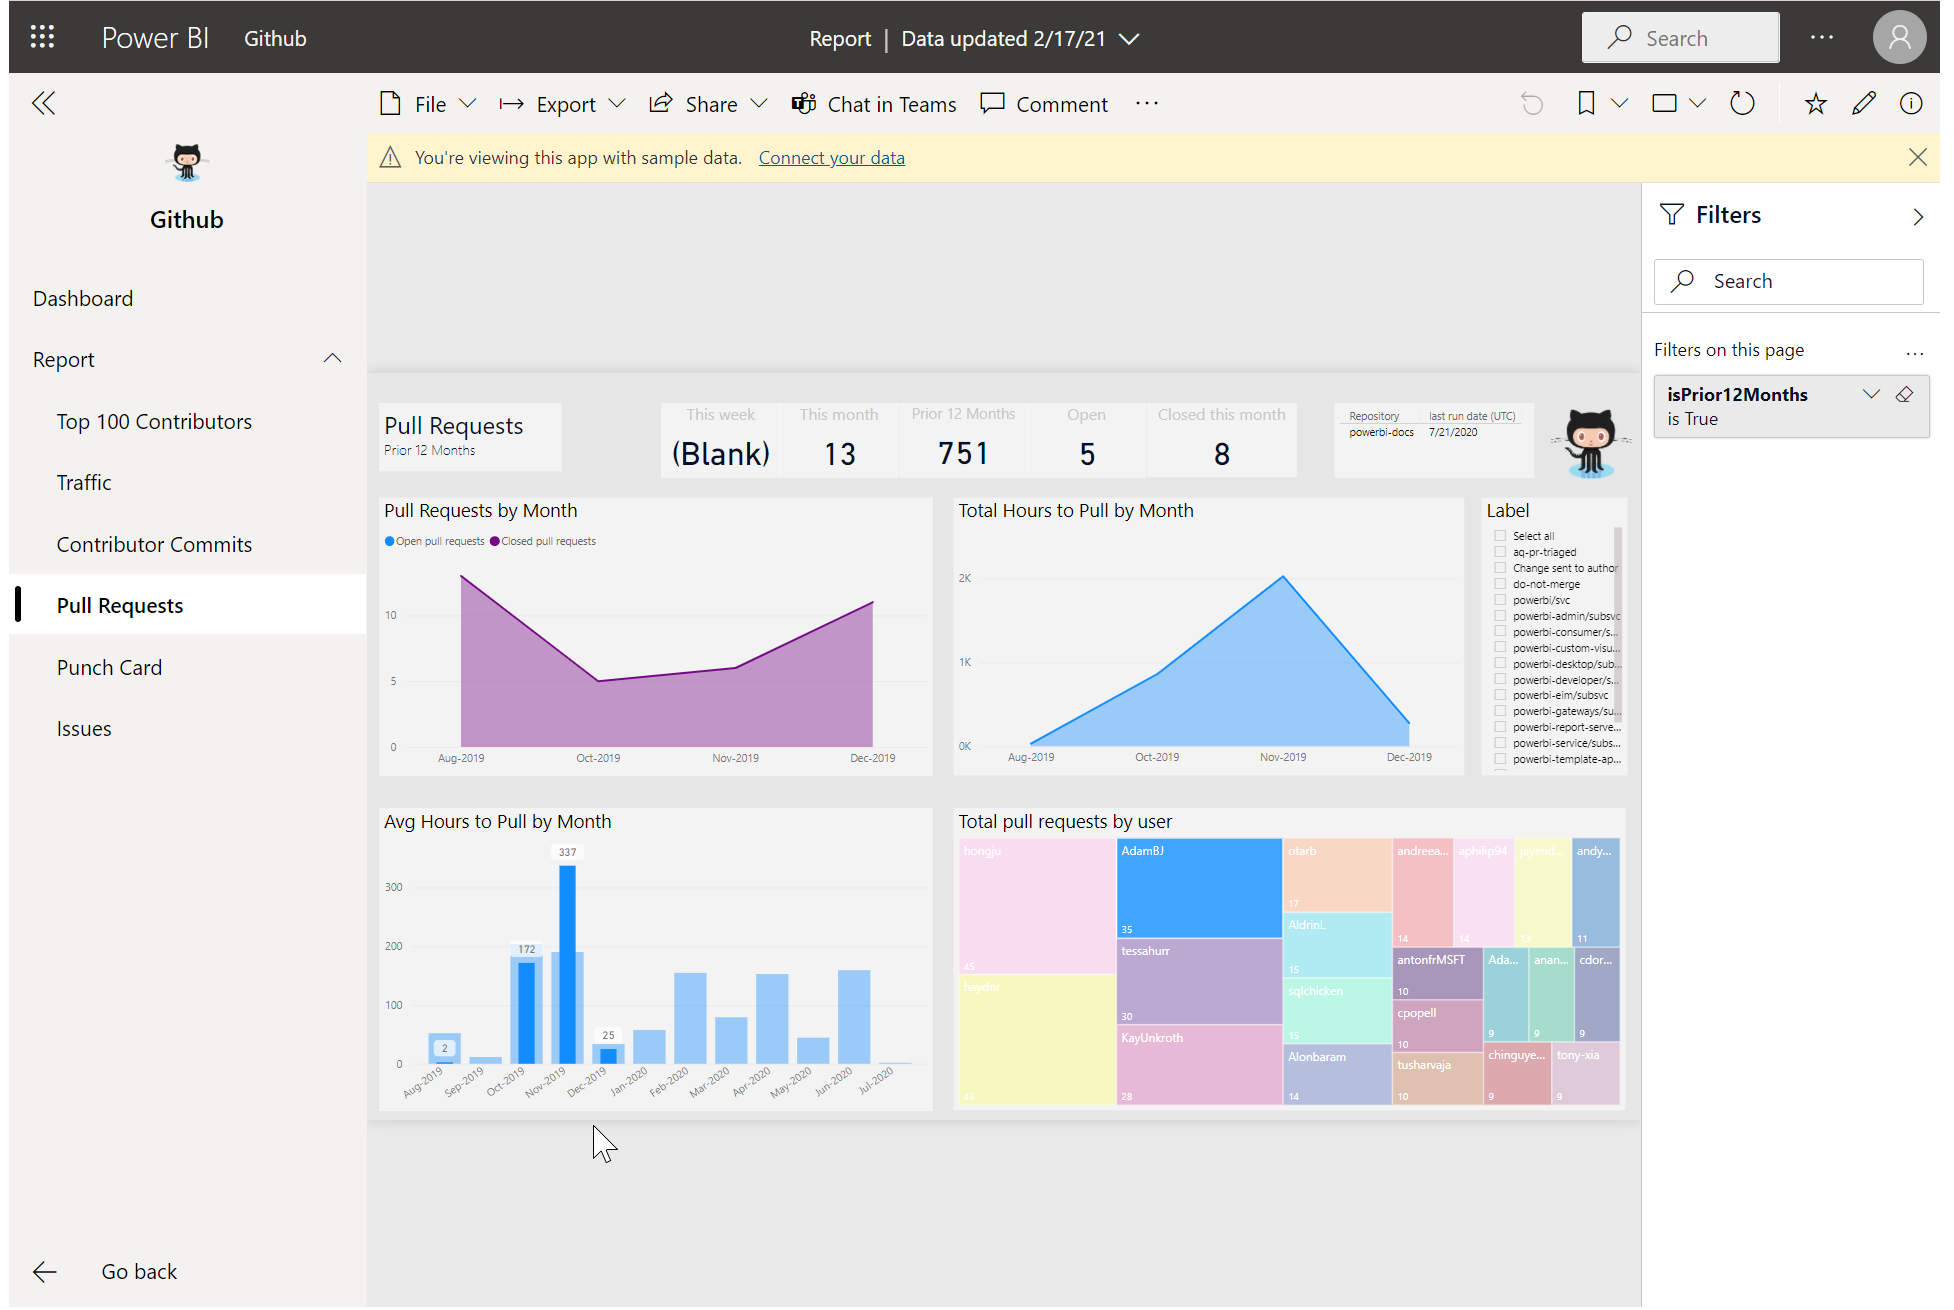 Power BI Github Report | Data updated 2/17/21 Search ...
File Export Share Chat in Teams Comment ...
You're viewing this app with sample data. Connect your data
Github
Dashboard
Report
Top 100 Contributors
Traffic
Contributor Commits
Pull Requests
Punch Card
Issues
Go back
Pull Requests
Prior 12 Months
This week
(Blank)
This month
13
Prior 12 Months
751
Open
5
Closed this month
8
Repository last run date (UTC)
powerbi-docs 7/21/2020
Pull Requests by Month
Open pull requests Closed pull requests
10
5
0
Aug-2019 Oct-2019 Nov-2019 Dec-2019
Total Hours to Pull by Month
2K
1K
0K
Aug-2019 Oct-2019 Nov-2019 Dec-2019
Label
Select all
aq-pr-triaged
Change sent to author
do-not-merge
powerbi/svc
powerbi-admin/subsvc
powerbi-consumer/s...
powerbi-custom-visu...
powerbi-desktop/sub...
powerbi-developer/s...
powerbi-eim/subsvc
powerbi-gateways/su...
powerbi-report-serve...
powerbi-service/subs...
powerbi-template-ap...
Avg Hours to Pull by Month
300
200
100
0
2
172
337
25
Aug-2019 Sep-2019 Oct-2019 Nov-2019 Dec-2019 Jan-2020 Feb-2020 Mar-2020 Apr-2020 May-2020 Jun-2020 Jul-2020
Total pull requests by user
hongju
45
haydnr
43
AdamBJ
35
tessahurr
30
KayUnkroth
28
otarb
17
AldrinL
15
sqlchicken
15
Alonbaram
14
andreea...
14
aphilip94
14
jayend...
andy...
11
antonfrMSFT
10
cpopell
10
tusharvaja
10
Ada...
9
anan...
9
cdor...
9
chinguye...
9
tony-xia
9
Filters
Search
Filters on this page ...
isPrior12Months
is True